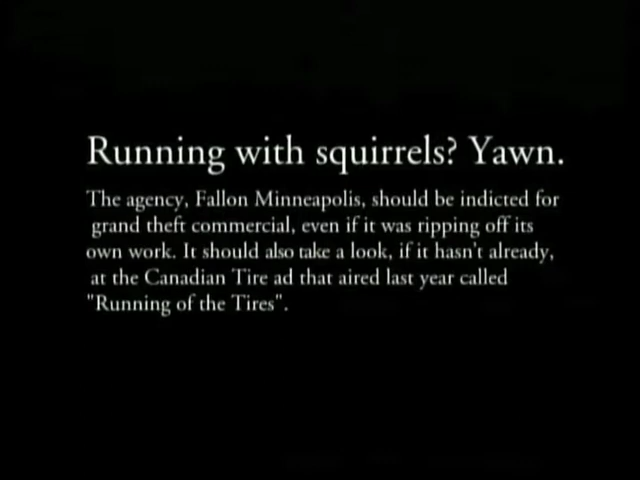 Running with squirrels? Yawn.
The agency, Fallon Minneapolis, should be indicted for
grand theft commercial, even if it was ripping off its
own work. It should also take a look, if it hasn't already,
at the Canadian Tire ad that aired last year called
"Running of the Tires".